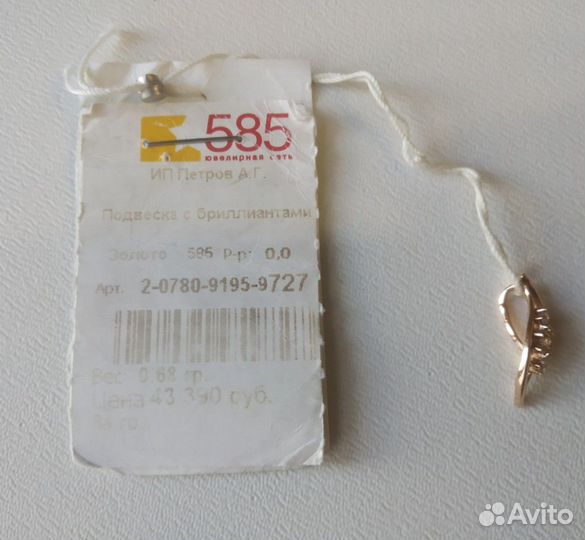 585
ювелирная сеть
ИП Петров А.Г.
Подвеска с бриллиантами
Золото 585 Р-р: 0,0
Арт. 2-0780-9195-9727
Вес 0.68 гр.
Цена 43 390 руб.
Avito